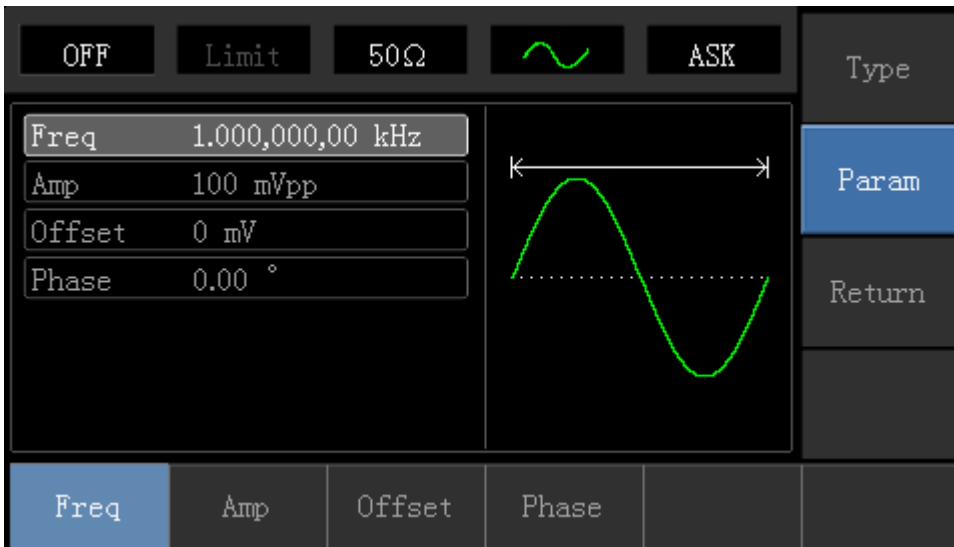 OFF Limit 50Ω ASK
Type
Freq 1.000,000,00 kHz
Amp 100 mVpp
Offset 0 mV
Phase 0.00 °
Param
Return
Freq Amp Offset Phase